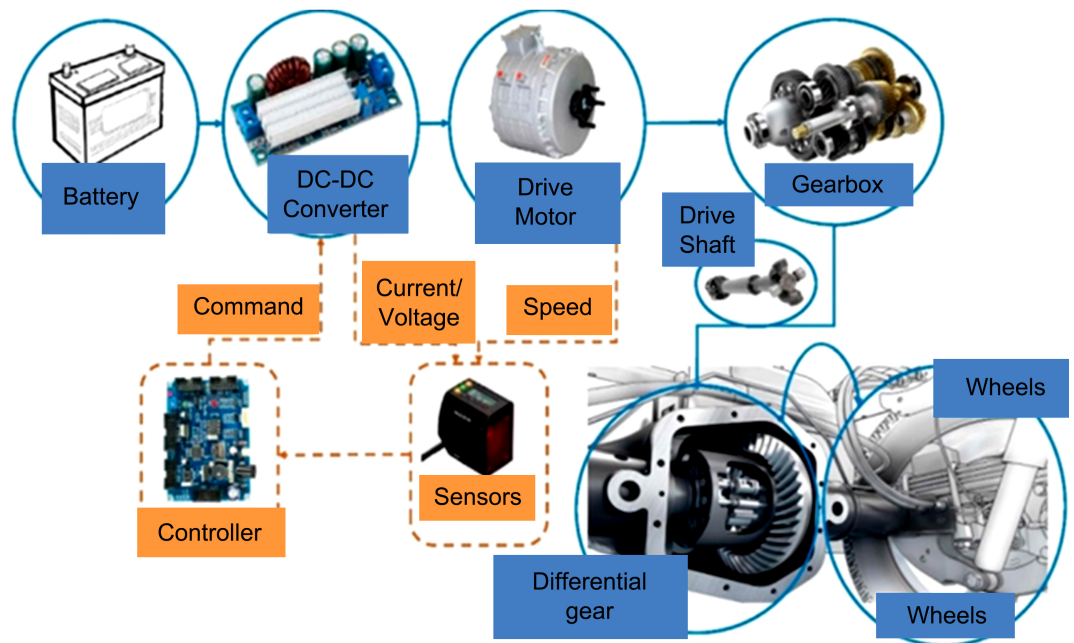 Battery
DC-DC
Converter
Drive
Motor
Gearbox
Drive
Shaft
Command
Current/
Voltage
Speed
Controller
Sensors
Wheels
Differential
gear
Wheels